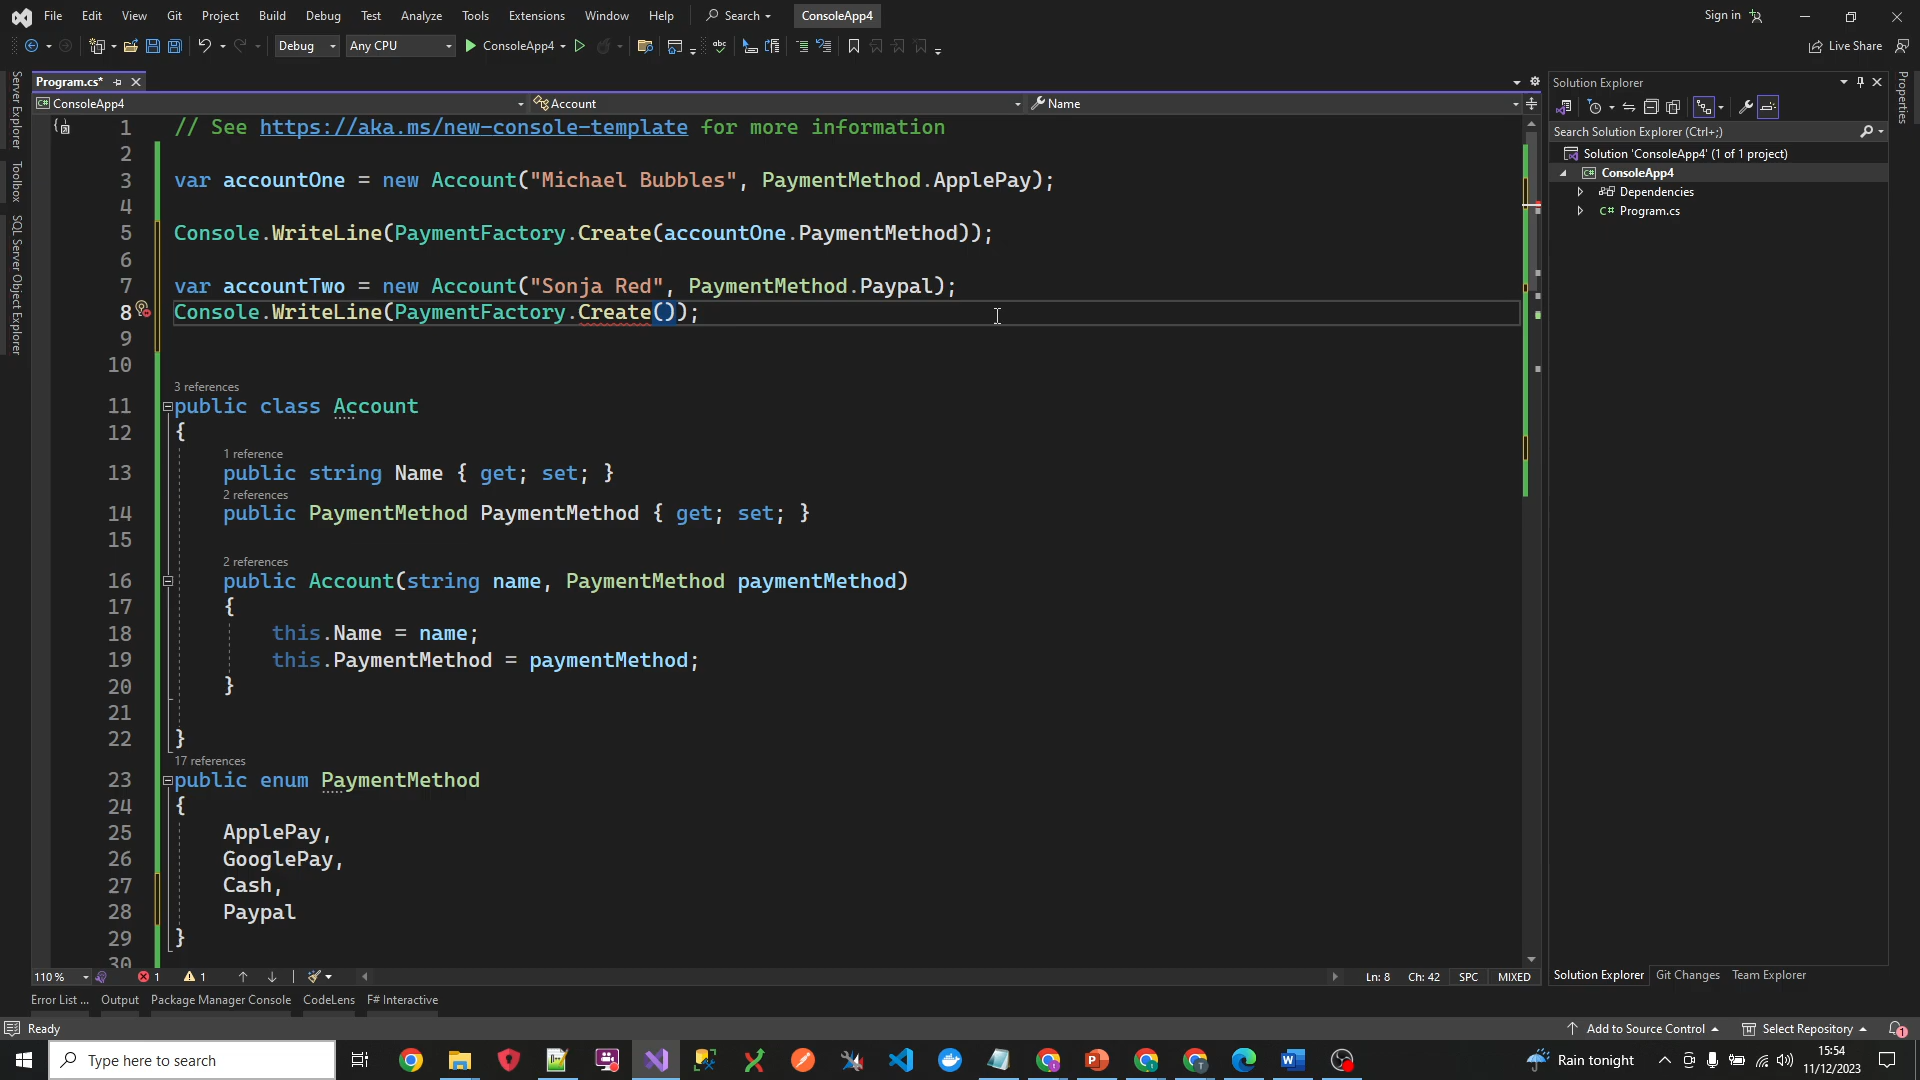 File Edit View Git Project Build Debug Test Analyze Tools Extensions Window Help Search ConsoleApp4 Sign in
Debug Any CPU ConsoleApp4 Live Share
Program.cs*
ConsoleApp4 Account Name
1 // See https://aka.ms/new-console-template for more information
2
3 var accountOne = new Account("Michael Bubbles", PaymentMethod.ApplePay);
4
5 Console.WriteLine(PaymentFactory.Create(accountOne.PaymentMethod));
6
7 var accountTwo = new Account("Sonja Red", PaymentMethod.Paypal);
8 Console.WriteLine(PaymentFactory.Create());
9
10
3 references
11 public class Account
12 {
1 reference
13 public string Name { get; set; }
2 references
14 public PaymentMethod PaymentMethod { get; set; }
15
2 references
16 public Account(string name, PaymentMethod paymentMethod)
17 {
18 this.Name = name;
19 this.PaymentMethod = paymentMethod;
20 }
21
22 }
17 references
23 public enum PaymentMethod
24 {
25 ApplePay,
26 GooglePay,
27 Cash,
28 Paypal
29 }
30
110 % 1 1 Ln: 8 Ch: 42 SPC MIXED
Error List ... Output Package Manager Console CodeLens F# Interactive
Ready Add to Source Control Select Repository 1
Server Explorer
Toolbox
SQL Server Object Explorer
Solution Explorer
Search Solution Explorer (Ctrl+;)
Solution 'ConsoleApp4' (1 of 1 project)
C# ConsoleApp4
Dependencies
C# Program.cs
Solution Explorer Git Changes Team Explorer
Properties
Type here to search
Rain tonight
15:54
11/12/2023